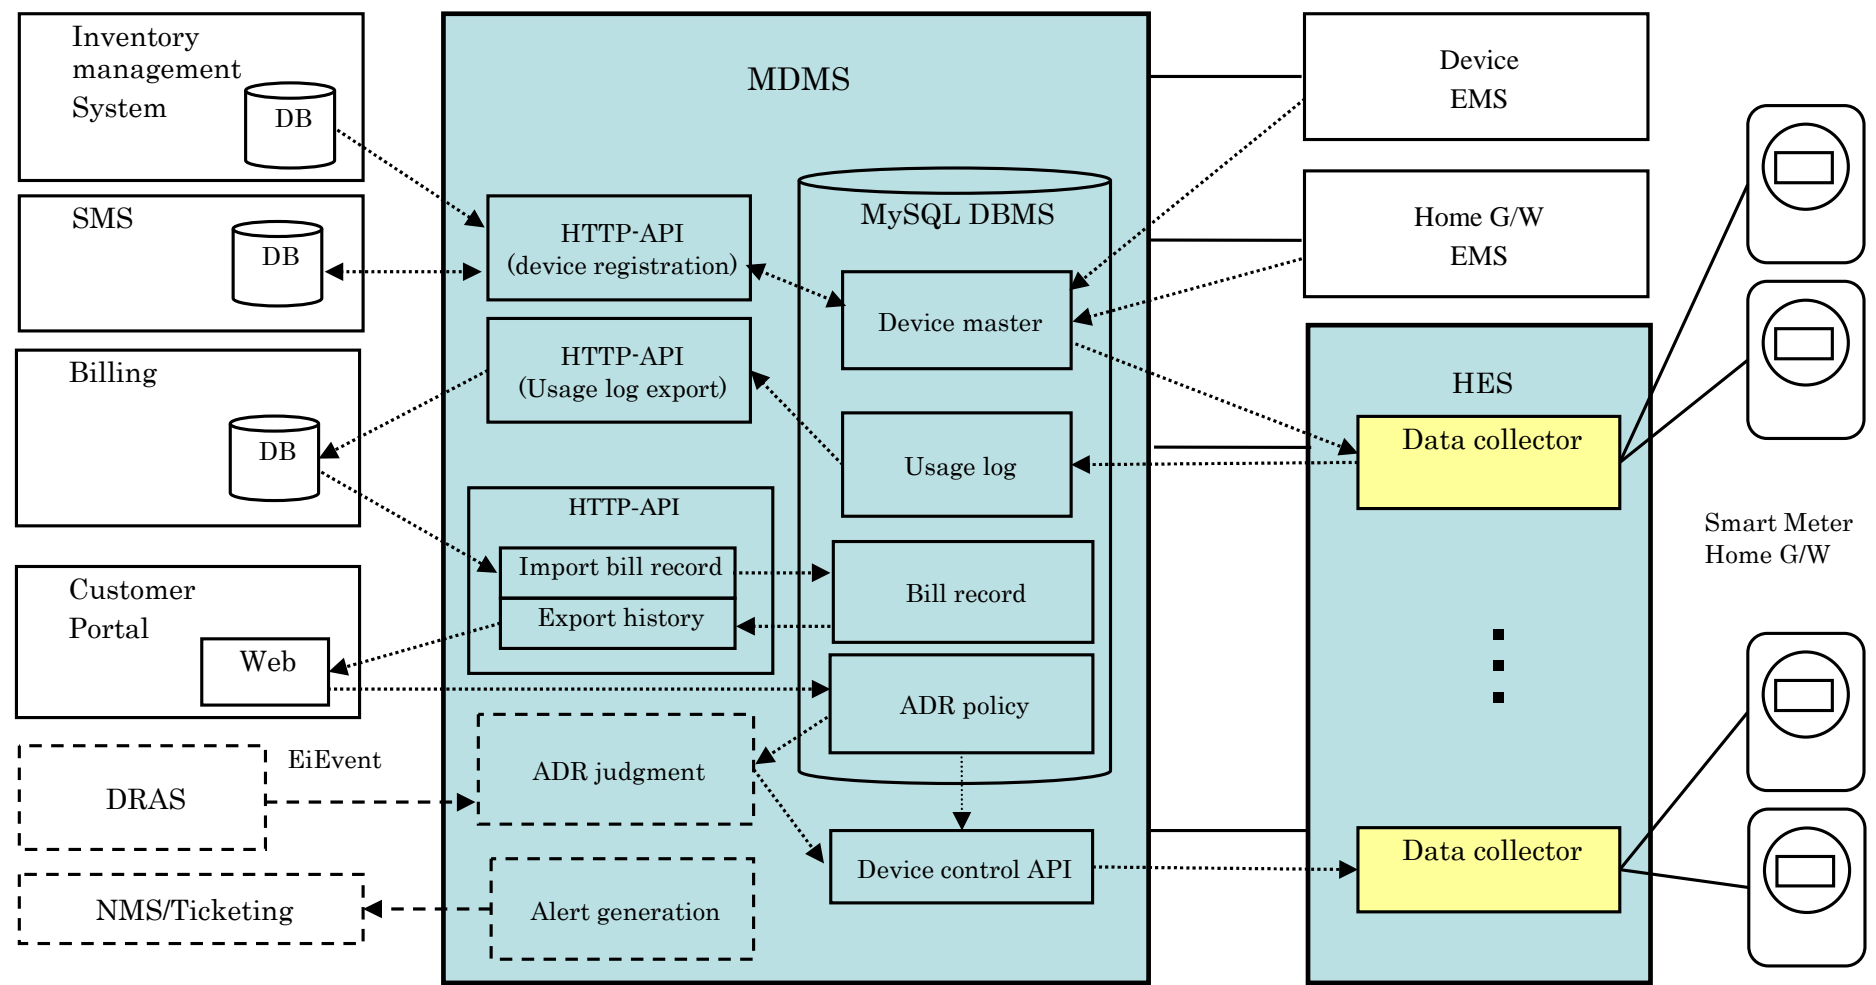 Inventory
management
System
DB
SMS
DB
Billing
DB
Customer
Portal
Web
EiEvent
DRAS
NMS/Ticketing
MDMS
HTTP-API
(device registration)
HTTP-API
(Usage log export)
HTTP-API
Import bill record
Export history
ADR judgment
Alert generation
MySQL DBMS
Device master
Usage log
Bill record
ADR policy
Device control API
Device
EMS
Home G/W
EMS
HES
Data collector
Data collector
Smart Meter
Home G/W